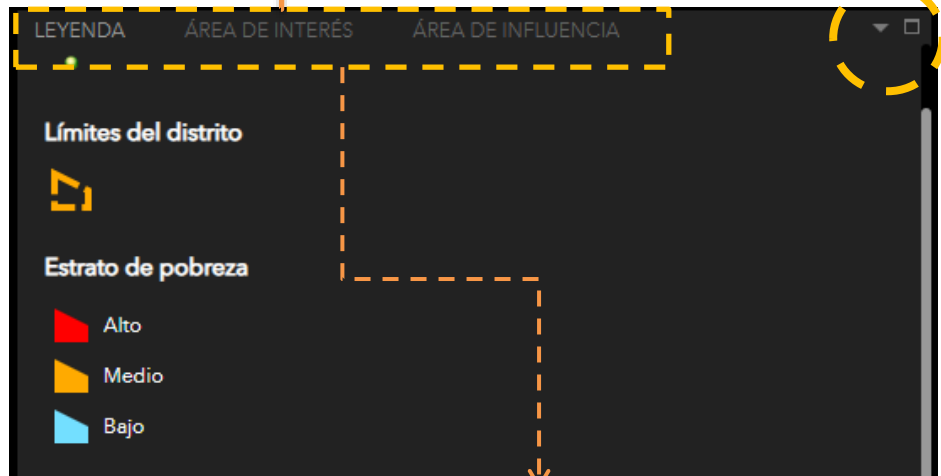 LEYENDA ÁREA DE INTERÉS ÁREA DE INFLUENCIA
Límites del distrito
Estrato de pobreza
Alto
Medio
Bajo